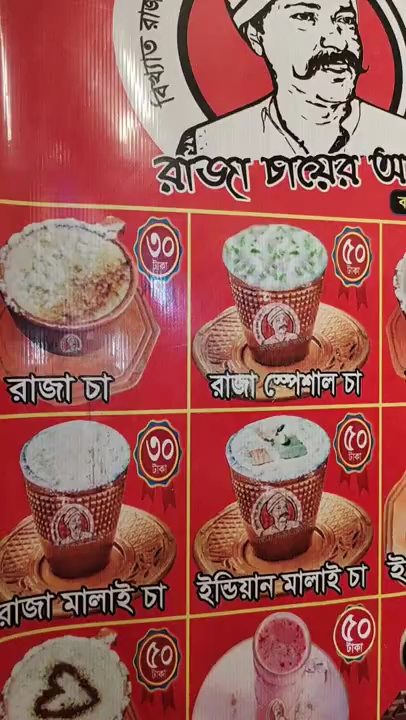 বিখ্যাত
রাজা চায়ের
৩০ টাকা
৫০ টাকা
রাজা চা
রাজা স্পেশাল চা
৩০ টাকা
৫০ টাকা
রাজা মালাই চা
ইন্ডিয়ান মালাই চা
৫০ টাকা
৫০ টাকা